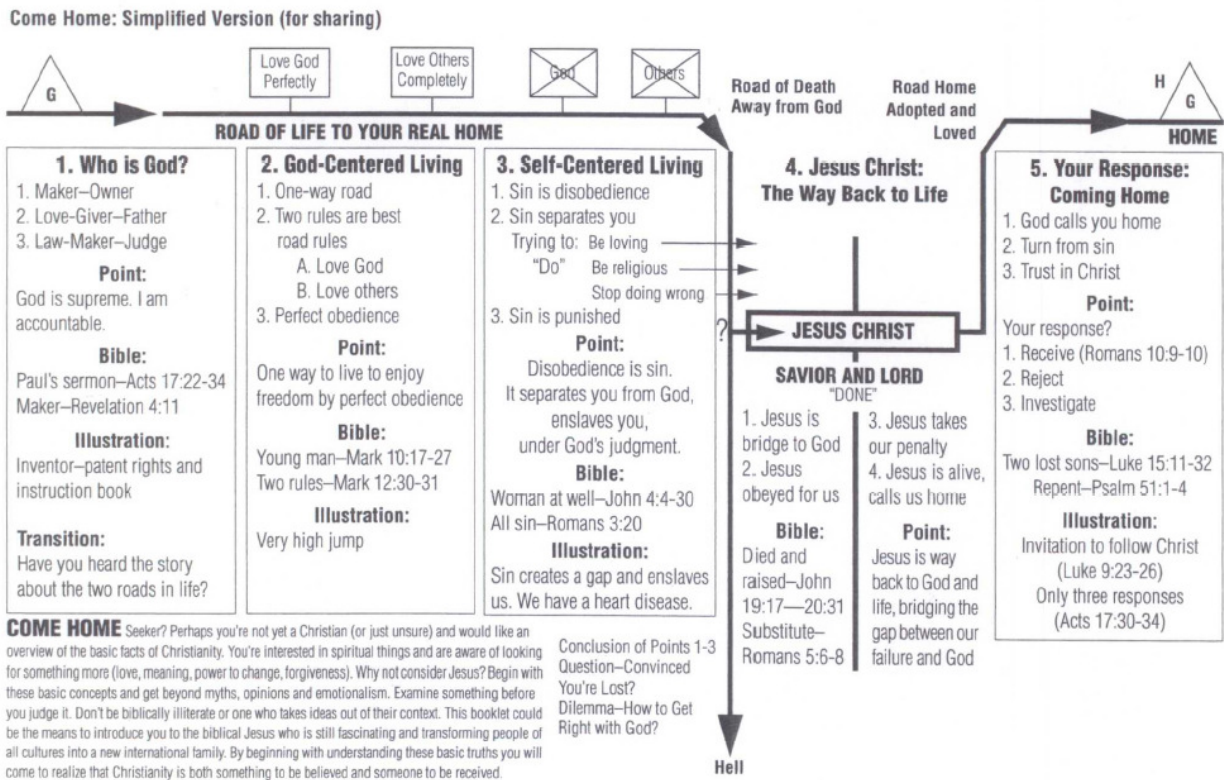 Come Home: Simplified Version (for sharing)
G
Love God
Perfectly
Love Others
Completely
God
Others
Road of Death
Away from God
Road Home
Adopted and
Loved
H
G
HOME
ROAD OF LIFE TO YOUR REAL HOME
1. Who is God?
1. Maker–Owner
2. Love-Giver–Father
3. Law-Maker–Judge
Point:
God is supreme. I am
accountable.
Bible:
Paul's sermon–Acts 17:22-34
Maker–Revelation 4:11
Illustration:
Inventor–patent rights and
instruction book
Transition:
Have you heard the story
about the two roads in life?
2. God-Centered Living
1. One-way road
2. Two rules are best
road rules
A. Love God
B. Love others
3. Perfect obedience
Point:
One way to live to enjoy
freedom by perfect obedience
Bible:
Young man–Mark 10:17-27
Two rules–Mark 12:30-31
Illustration:
Very high jump
3. Self-Centered Living
1. Sin is disobedience
2. Sin separates you
Trying to: Be loving
"Do" Be religious
Stop doing wrong
3. Sin is punished
Point:
Disobedience is sin.
It separates you from God,
enslaves you,
under God's judgment.
Bible:
Woman at well–John 4:4-30
All sin–Romans 3:20
Illustration:
Sin creates a gap and enslaves
us. We have a heart disease.
4. Jesus Christ:
The Way Back to Life
?
JESUS CHRIST
SAVIOR AND LORD
"DONE"
1. Jesus is
bridge to God
2. Jesus
obeyed for us
Bible:
Died and
raised–John
19:17—20:31
Substitute–
Romans 5:6-8
3. Jesus takes
our penalty
4. Jesus is alive,
calls us home
Point:
Jesus is way
back to God and
life, bridging the
gap between our
failure and God
Hell
5. Your Response:
Coming Home
1. God calls you home
2. Turn from sin
3. Trust in Christ
Point:
Your response?
1. Receive (Romans 10:9-10)
2. Reject
3. Investigate
Bible:
Two lost sons–Luke 15:11-32
Repent–Psalm 51:1-4
Illustration:
Invitation to follow Christ
(Luke 9:23-26)
Only three responses
(Acts 17:30-34)
COME HOME Seeker? Perhaps you're not yet a Christian (or just unsure) and would like an
overview of the basic facts of Christianity. You're interested in spiritual things and are aware of looking
for something more (love, meaning, power to change, forgiveness). Why not consider Jesus? Begin with
these basic concepts and get beyond myths, opinions and emotionalism. Examine something before
you judge it. Don't be biblically illiterate or one who takes ideas out of their context. This booklet could
be the means to introduce you to the biblical Jesus who is still fascinating and transforming people of
all cultures into a new international family. By beginning with understanding these basic truths you will
come to realize that Christianity is both something to be believed and someone to be received.
Conclusion of Points 1-3
Question–Convinced
You're Lost?
Dilemma–How to Get
Right with God?